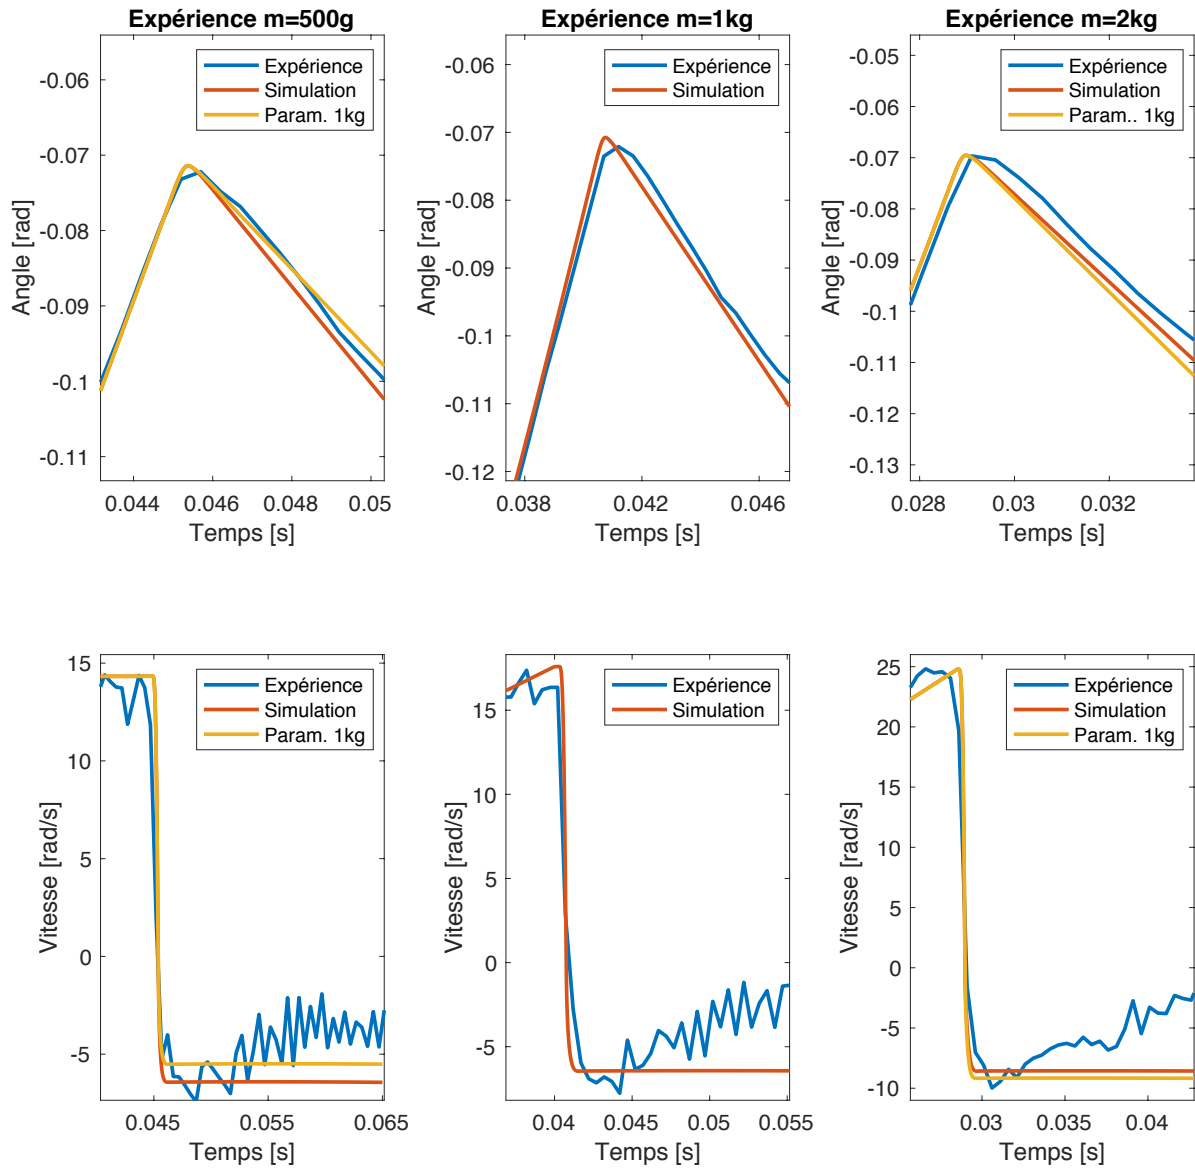 Expérience m=500g
Expérience
Simulation
Param. 1kg
-0.06
-0.07
-0.08
-0.09
-0.1
-0.11
Angle [rad]
0.044
0.046
0.048
0.05
Temps [s]
Expérience m=1kg
Expérience
Simulation
-0.06
-0.07
-0.08
-0.09
-0.1
-0.11
-0.12
Angle [rad]
0.038
0.042
0.046
Temps [s]
Expérience m=2kg
Expérience
Simulation
Param.. 1kg
-0.05
-0.06
-0.07
-0.08
-0.09
-0.1
-0.11
-0.12
-0.13
Angle [rad]
0.028
0.03
0.032
Temps [s]
Expérience
Simulation
Param. 1kg
15
10
5
0
-5
Vitesse [rad/s]
0.045
0.055
0.065
Temps [s]
Expérience
Simulation
15
10
5
0
-5
Vitesse [rad/s]
0.04
0.045
0.05
0.055
Temps [s]
Expérience
Simulation
Param. 1kg
25
20
15
10
5
0
-5
-10
Vitesse [rad/s]
0.03
0.035
0.04
Temps [s]